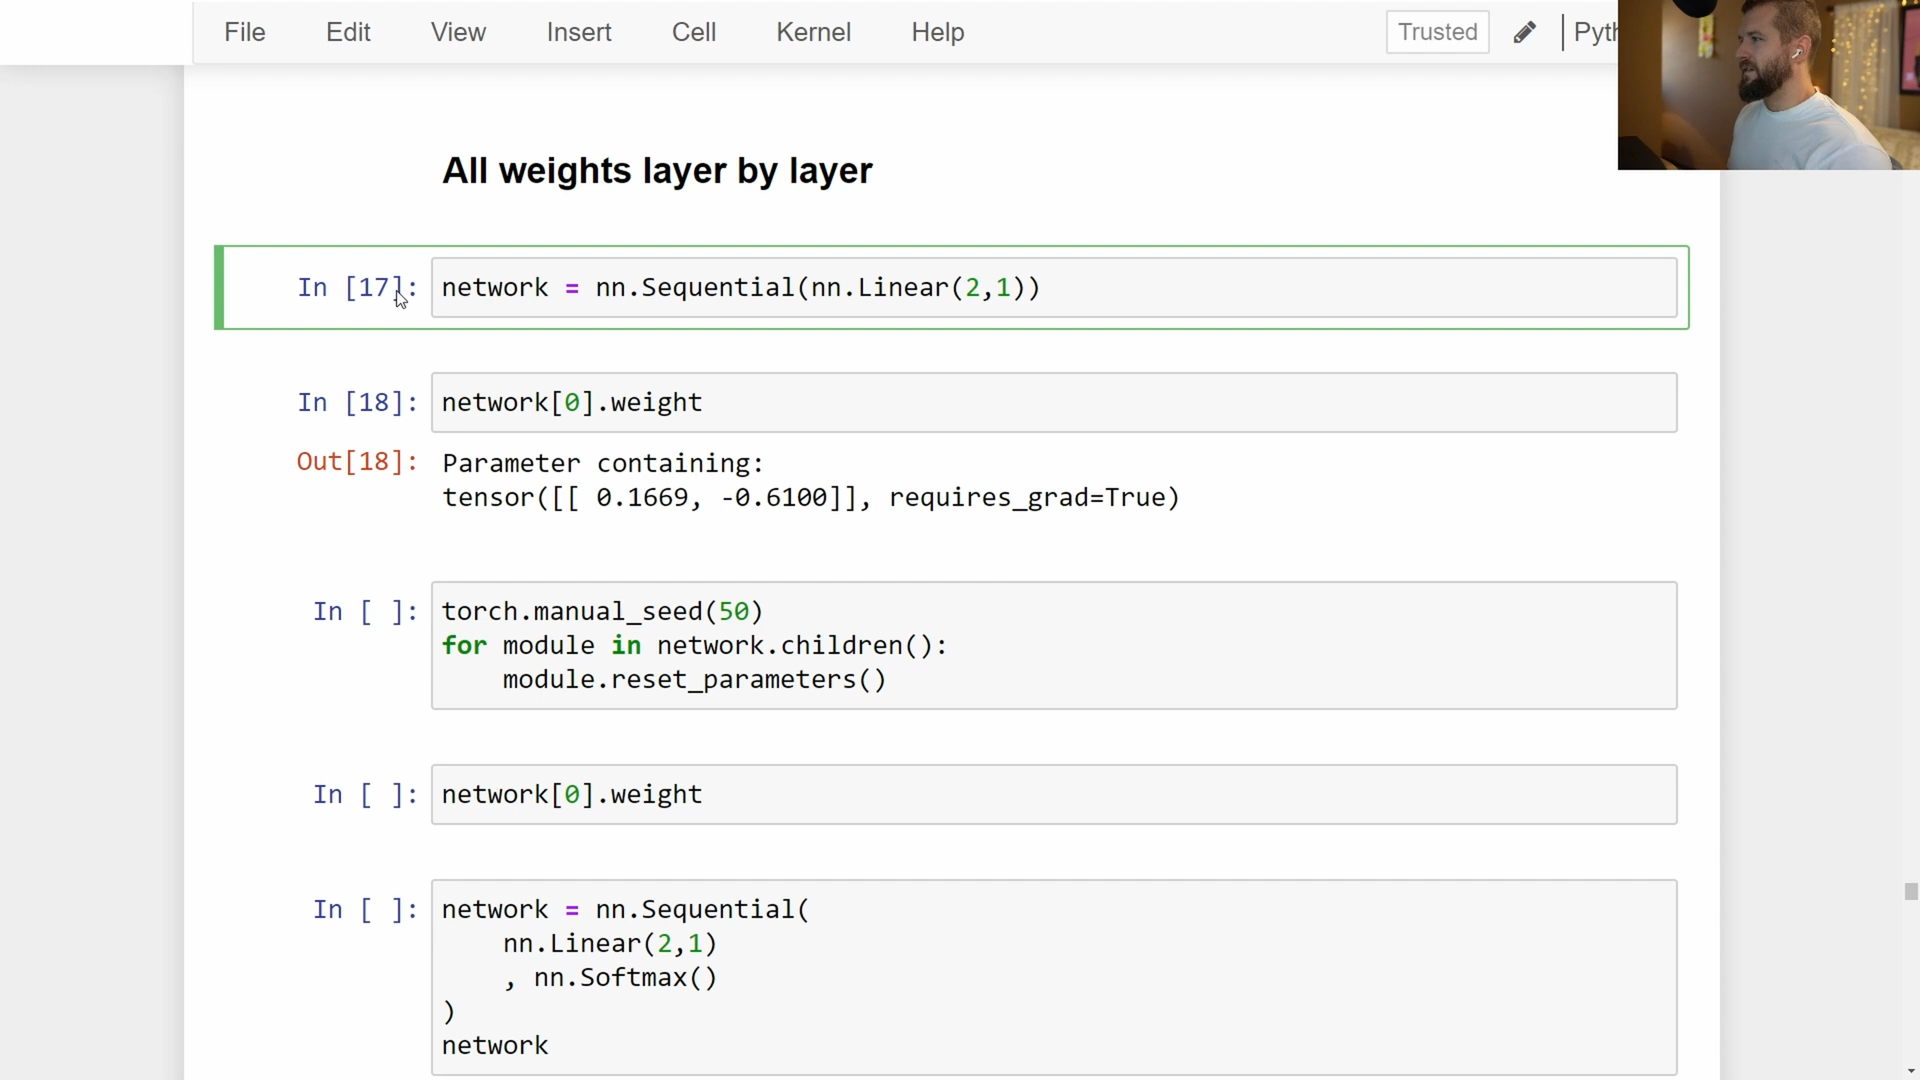 File Edit View Insert Cell Kernel Help Trusted
All weights layer by layer
In [17]: network = nn.Sequential(nn.Linear(2,1))
In [18]: network[0].weight
Out[18]: Parameter containing:
tensor([[ 0.1669, -0.6100]], requires_grad=True)
In [ ]: torch.manual_seed(50)
for module in network.children():
module.reset_parameters()
In [ ]: network[0].weight
In [ ]: network = nn.Sequential(
nn.Linear(2,1)
, nn.Softmax()
)
network